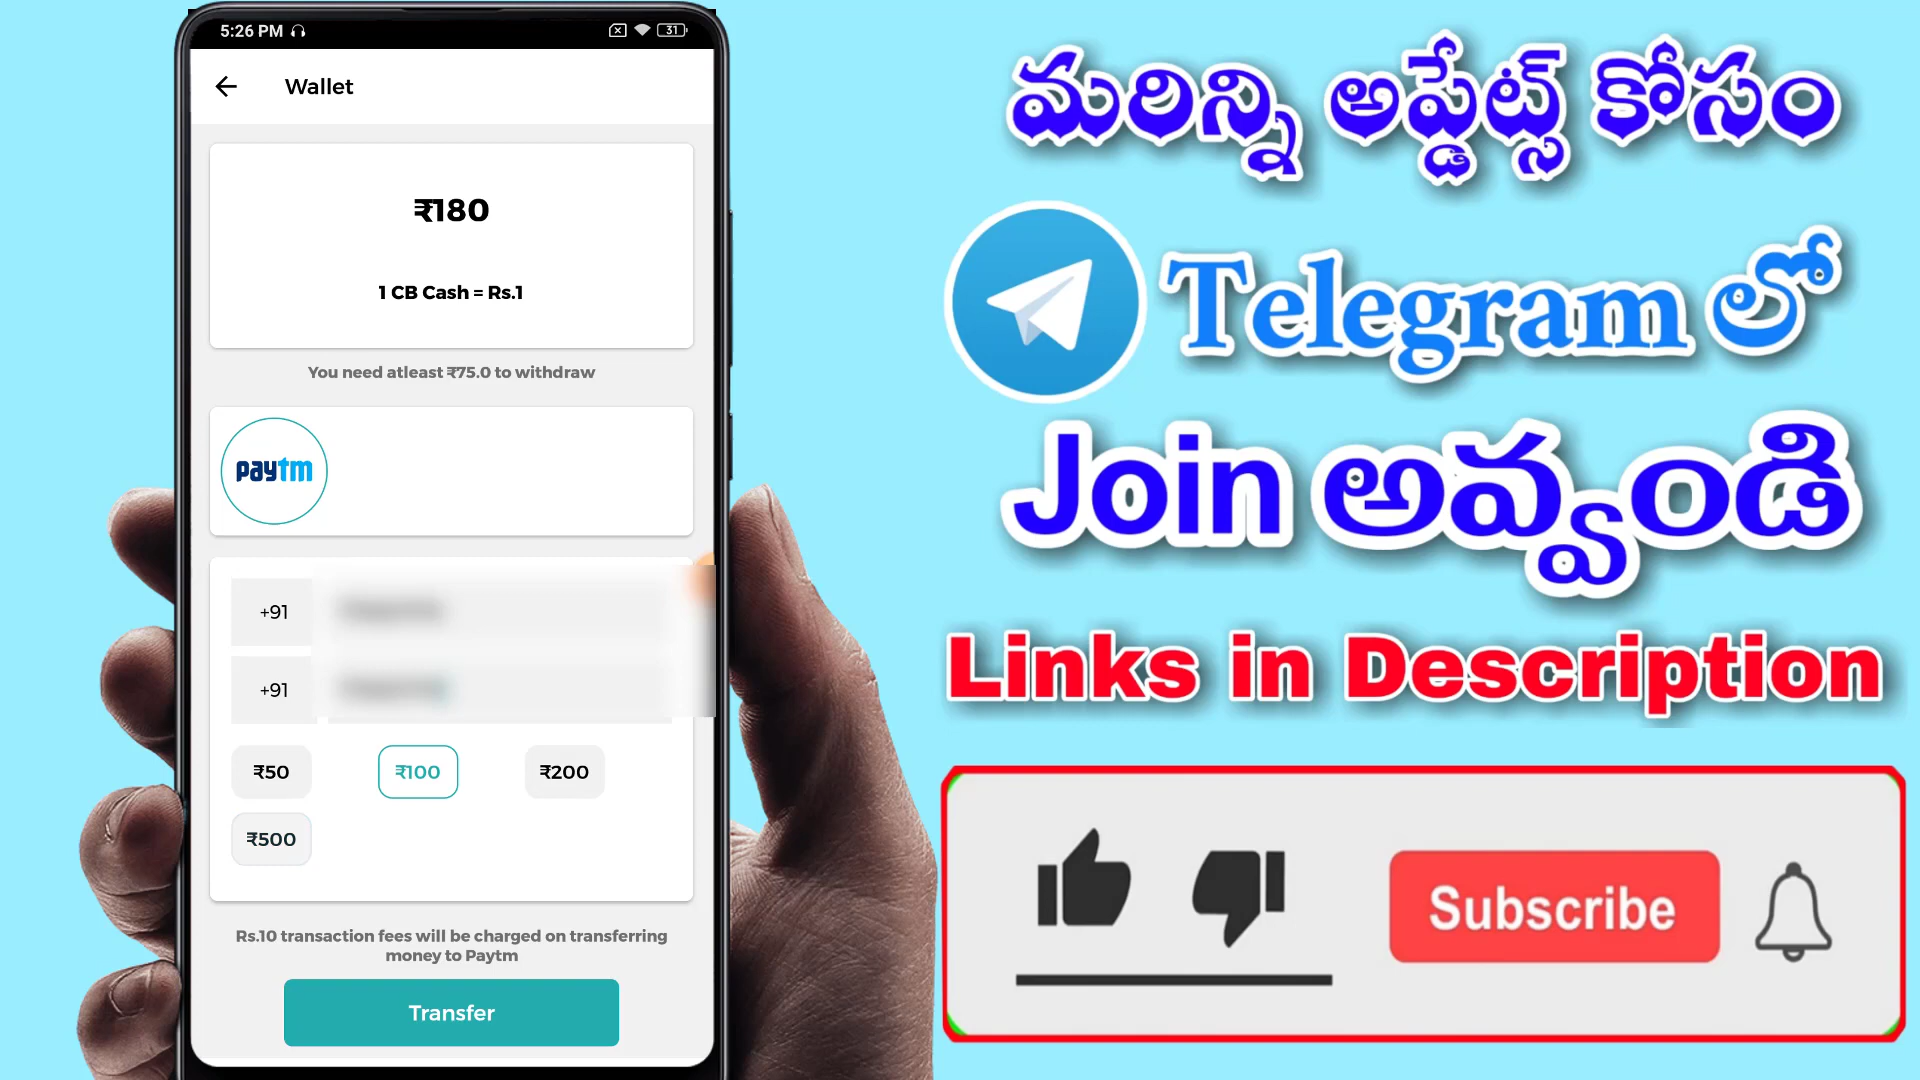 5:26 PM
31
Wallet
₹180
1 CB Cash = Rs.1
You need atleast ₹75.0 to withdraw
paytm
+91
+91
₹50
₹100
₹200
₹500
Rs.10 transaction fees will be charged on transferring
money to Paytm
Transfer
మరిన్ని అప్డేట్స్ కోసం
Telegram లో
Join అవ్వండి
Links in Description
Subscribe